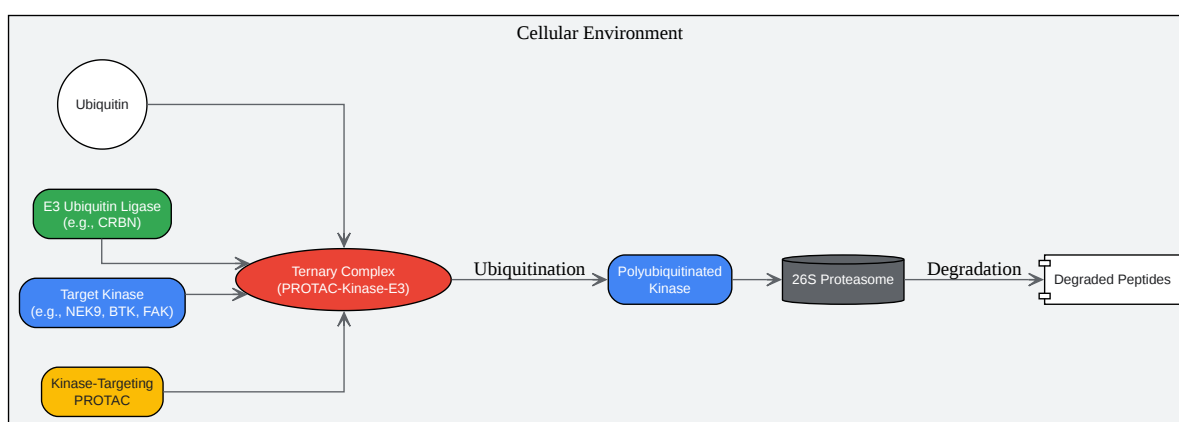 Cellular Environment
Ubiquitin
E3 Ubiquitin Ligase
(e.g., CRBN)
Target Kinase
(e.g., NEK9, BTK, FAK)
Kinase-Targeting
PROTAC
Ternary Complex
(PROTAC-Kinase-E3)
Ubiquitination
Polyubiquitinated
Kinase
26S Proteasome
Degradation
Degraded Peptides